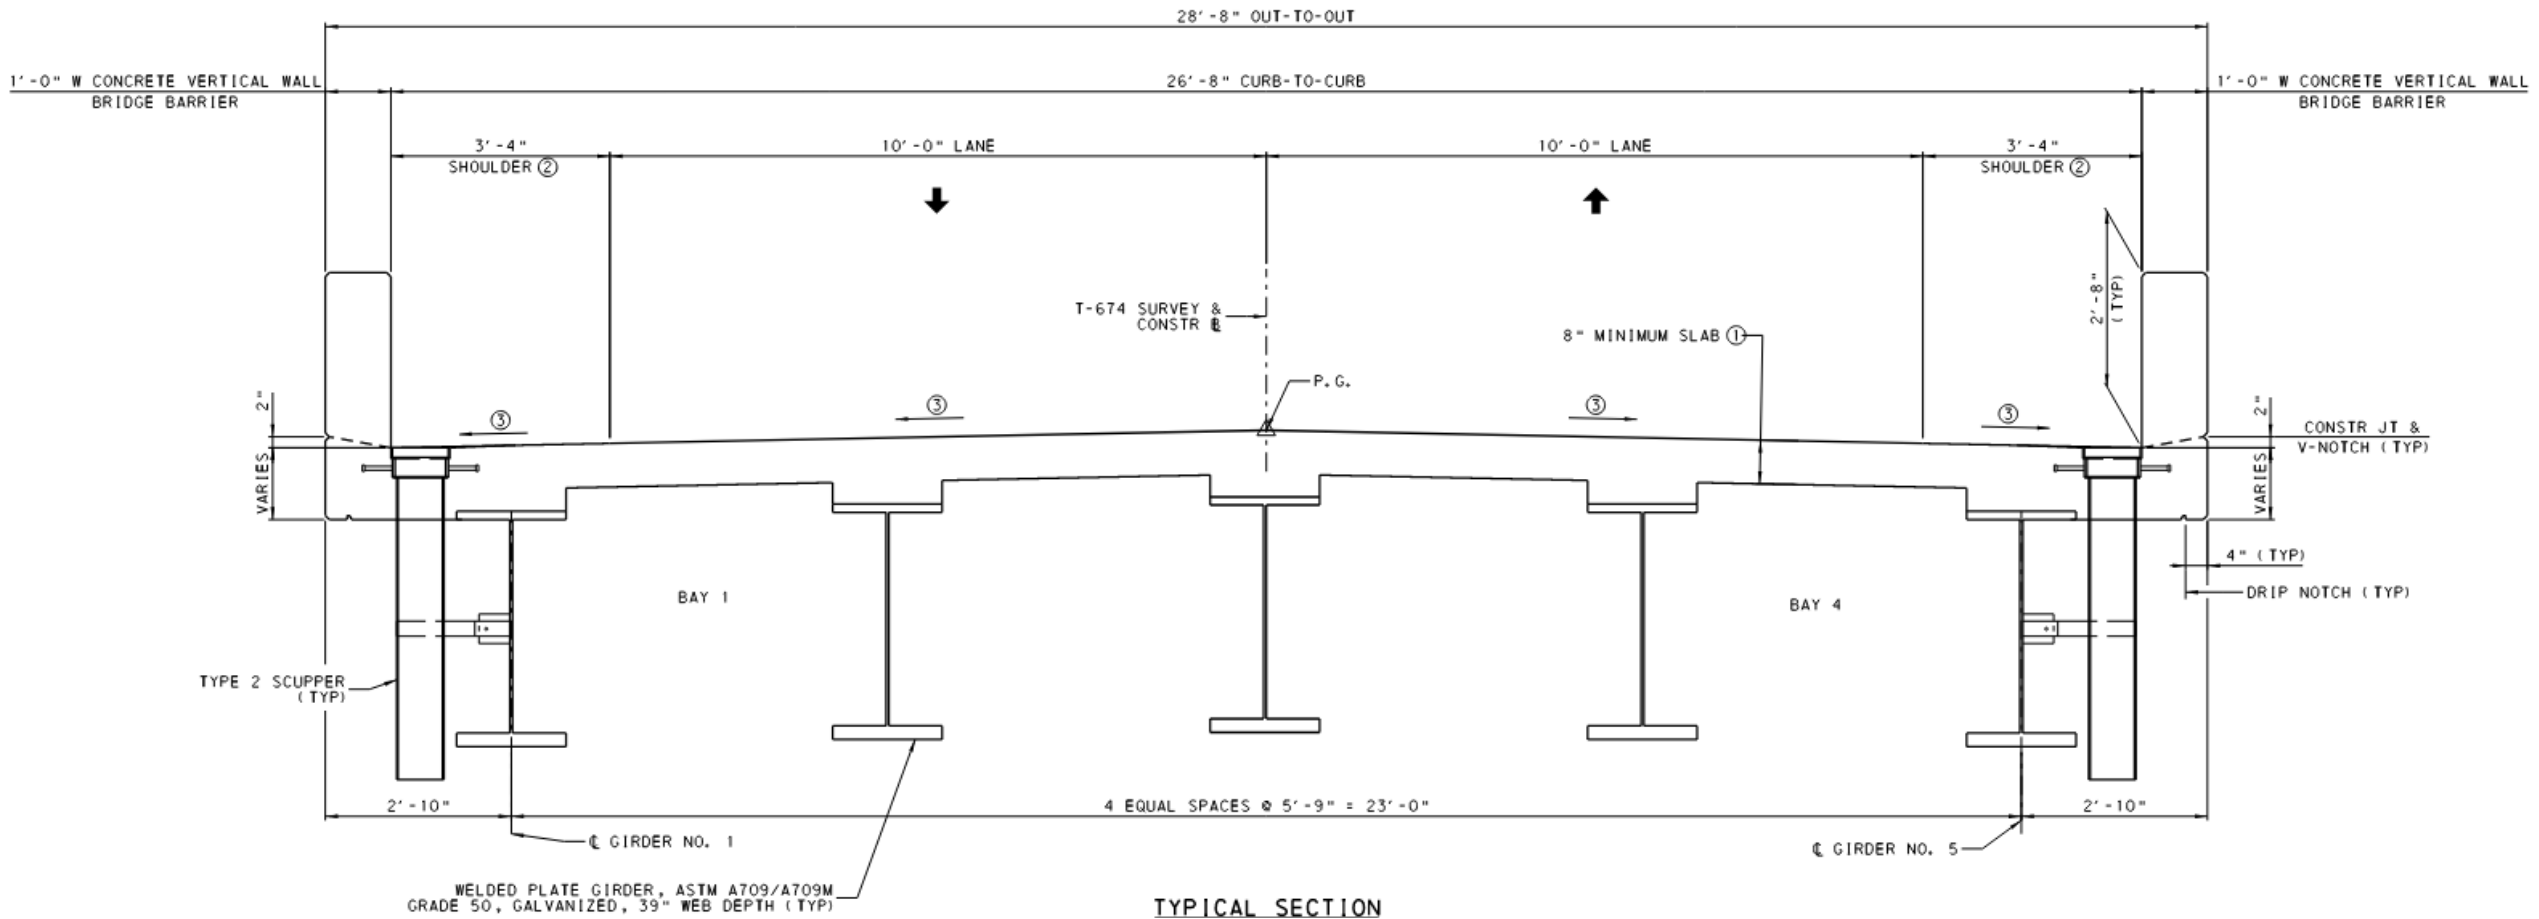 28'-8" OUT-TO-OUT
1'-0" W CONCRETE VERTICAL WALL
BRIDGE BARRIER
26'-8" CURB-TO-CURB
1'-0" W CONCRETE VERTICAL WALL
BRIDGE BARRIER
3'-4"
SHOULDER ②
10'-0" LANE
10'-0" LANE
3'-4"
SHOULDER ②
2'-8"
(TYP)
T-674 SURVEY &
CONSTR ℄
8" MINIMUM SLAB ①
P.G.
③
③
③
③
2"
VARIES
2"
VARIES
CONSTR JT &
V-NOTCH (TYP)
4" (TYP)
DRIP NOTCH (TYP)
BAY 1
BAY 4
TYPE 2 SCUPPER
(TYP)
2'-10"
4 EQUAL SPACES @ 5'-9" = 23'-0"
2'-10"
℄ GIRDER NO. 1
℄ GIRDER NO. 5
WELDED PLATE GIRDER, ASTM A709/A709M
GRADE 50, GALVANIZED, 39" WEB DEPTH (TYP)
TYPICAL SECTION